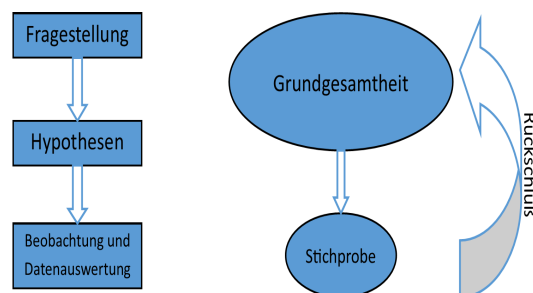 Fragestellung
Hypothesen
Beobachtung und
Datenauswertung
Grundgesamtheit
Stichprobe
Rückschluß